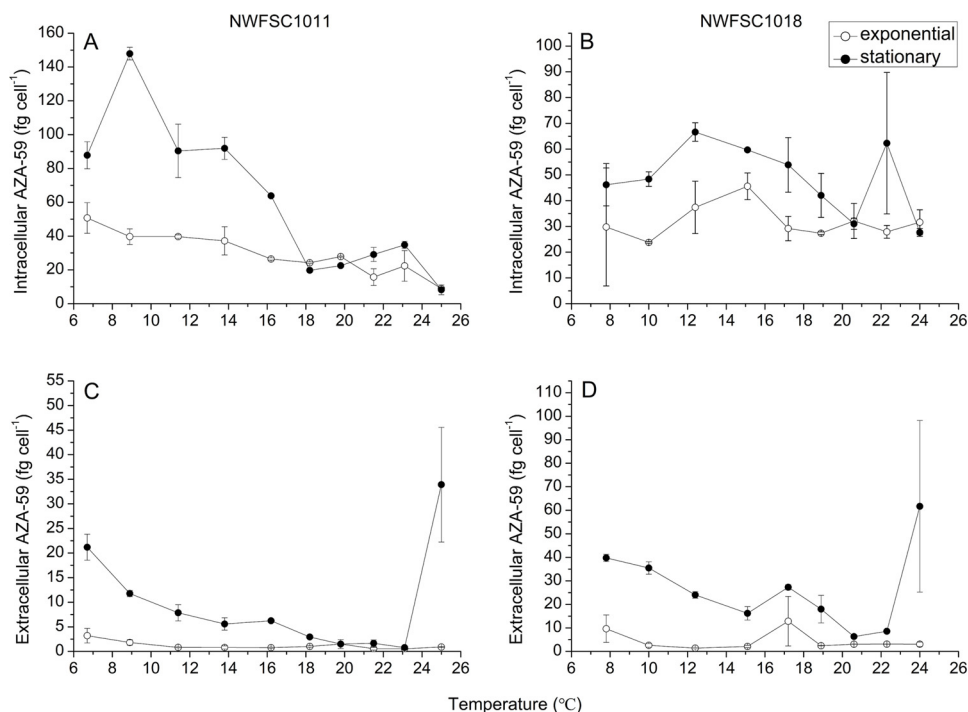 NWFSC1011
NWFSC1018
A
Intracellular AZA-59 (fg cell⁻¹)
160
140
120
100
80
60
40
20
0
6 8 10 12 14 16 18 20 22 24 26
B
exponential
stationary
Intracellular AZA-59 (fg cell⁻¹)
100
90
80
70
60
50
40
30
20
10
0
6 8 10 12 14 16 18 20 22 24 26
C
Extracellular AZA-59 (fg cell⁻¹)
55
50
45
40
35
30
25
20
15
10
5
0
6 8 10 12 14 16 18 20 22 24 26
D
Extracellular AZA-59 (fg cell⁻¹)
110
100
90
80
70
60
50
40
30
20
10
0
6 8 10 12 14 16 18 20 22 24 26
Temperature (℃)